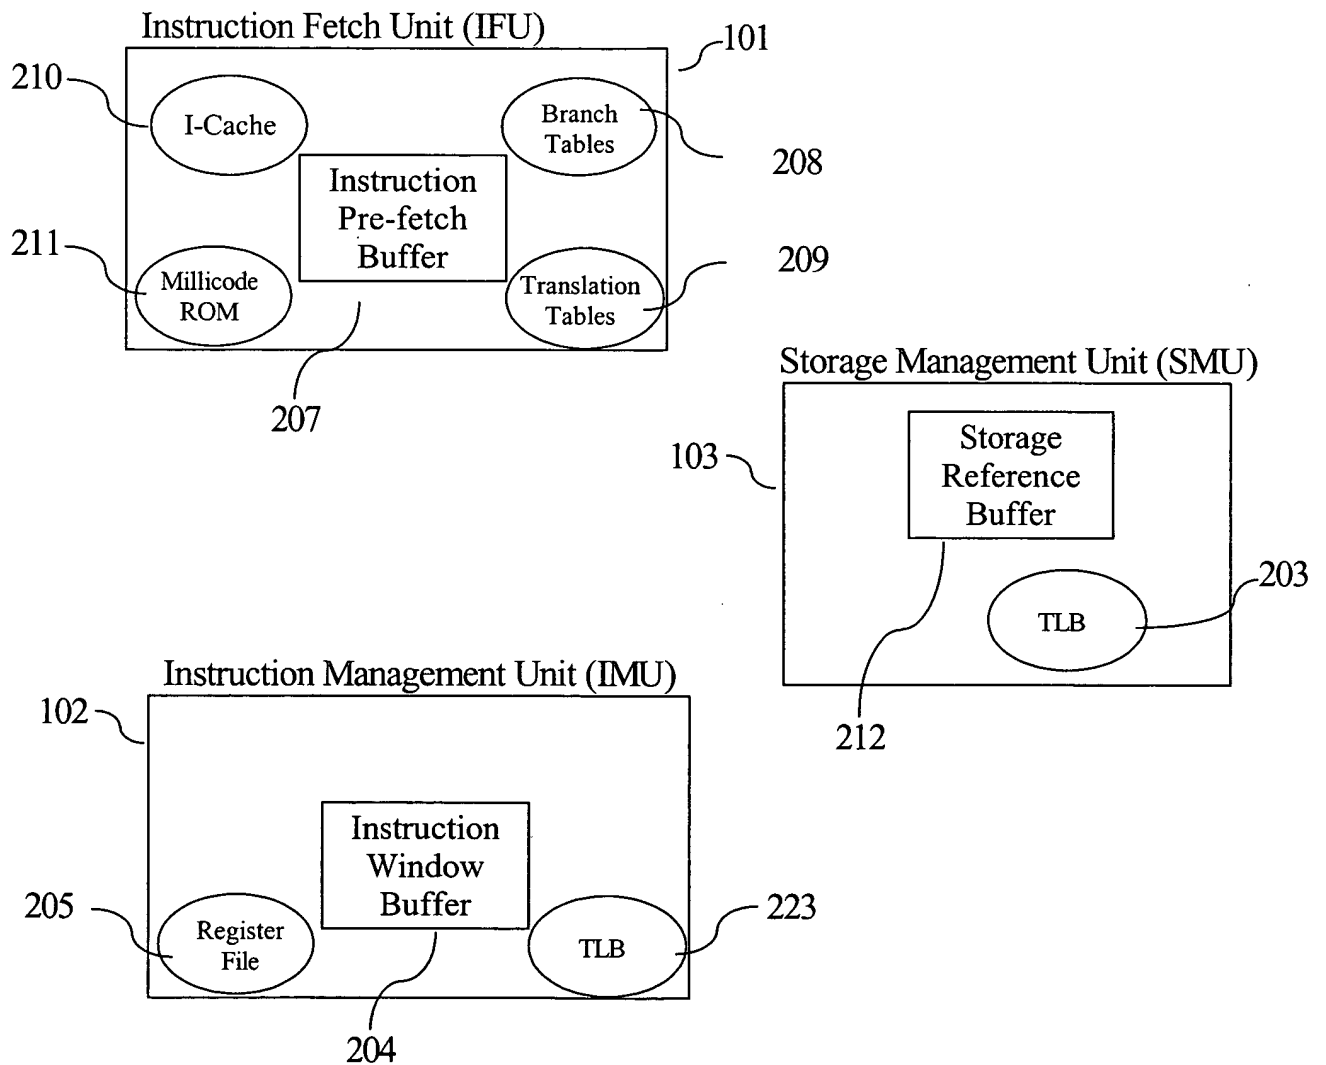 Instruction Fetch Unit (IFU)
101
210
I-Cache
Branch
Tables
208
Instruction
Pre-fetch
Buffer
211
Millicode
ROM
Translation
Tables
209
207
Storage Management Unit (SMU)
103
Storage
Reference
Buffer
203
TLB
212
Instruction Management Unit (IMU)
102
Instruction
Window
Buffer
205
Register
File
TLB
223
204